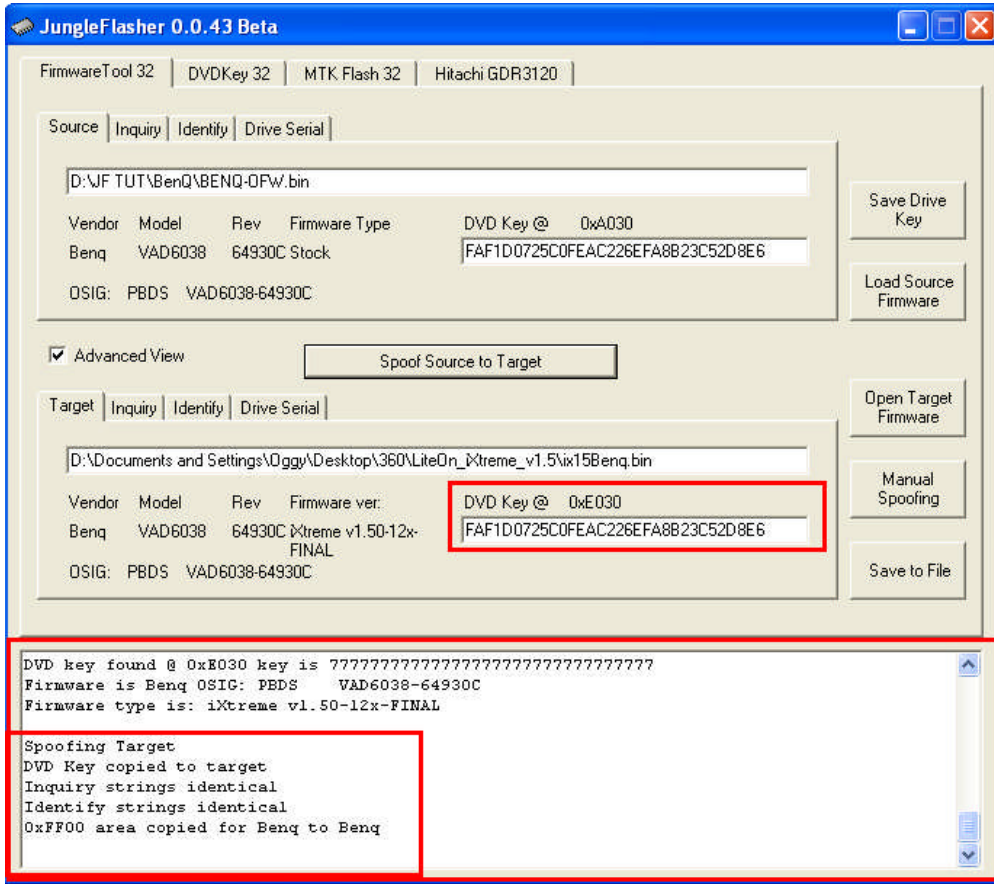 JungleFlasher 0.0.43 Beta
FirmwareTool 32 DVDKey 32 MTK Flash 32 Hitachi GDR3120
Source Inquiry Identify Drive Serial
D:\JF TUT\BenQ\BENQ-OFW.bin
Vendor Model Rev Firmware Type DVD Key @ 0xA030
Benq VAD6038 64930C Stock FAF1D0725C0FEAC226EFA8B23C52D8E6
OSIG: PBDS VAD6038-64930C
Save Drive
Key
Load Source
Firmware
Advanced View Spoof Source to Target
Target Inquiry Identify Drive Serial
D:\Documents and Settings\Oggy\Desktop\360\LiteOn_iXtreme_v1.5\ix15Benq.bin
Vendor Model Rev Firmware ver: DVD Key @ 0xE030
Benq VAD6038 64930C iXtreme v1.50-12x- FAF1D0725C0FEAC226EFA8B23C52D8E6
FINAL
OSIG: PBDS VAD6038-64930C
Open Target
Firmware
Manual
Spoofing
Save to File
DVD key found @ 0xE030 key is 77777777777777777777777777777777
Firmware is Benq OSIG: PBDS VAD6038-64930C
Firmware type is: iXtreme v1.50-12x-FINAL
Spoofing Target
DVD Key copied to target
Inquiry strings identical
Identify strings identical
0xFF00 area copied for Benq to Benq